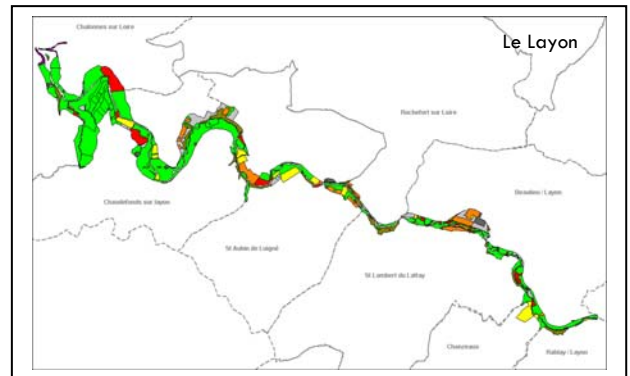 Chalonnes sur Loire
Le Layon
Rochefort sur Loire
Beaulieu / Layon
Chaudefonds sur layon
St Aubin de Luigné
St Lambert du Lattay
Chanzeaux
Rablay / Layon